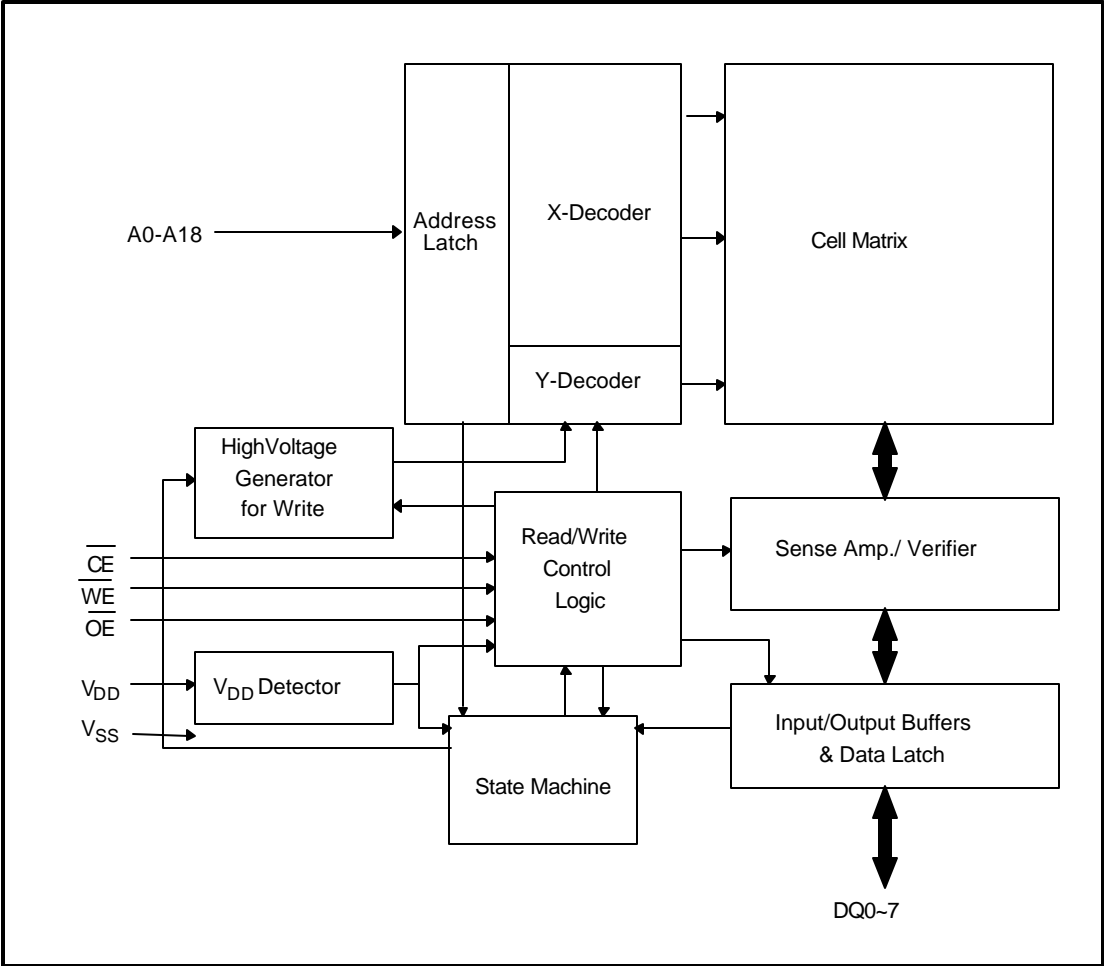 A0-A18
Address
Latch
X-Decoder
Y-Decoder
Cell Matrix
HighVoltage
Generator
for Write
Read/Write
Control
Logic
Sense Amp./ Verifier
CE
WE
OE
VDD
VSS
VDD Detector
State Machine
Input/Output Buffers
& Data Latch
DQ0~7